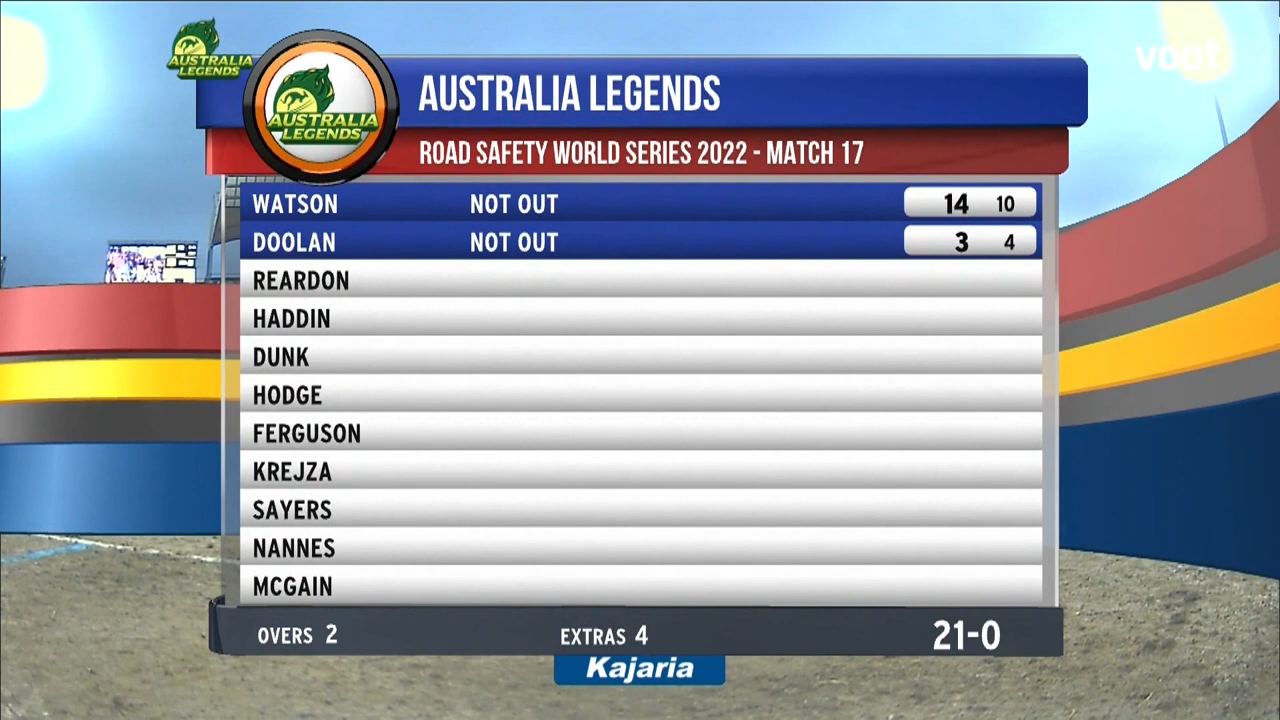 AUSTRALIA
LEGENDS
voot
AUSTRALIA
LEGENDS
AUSTRALIA LEGENDS
ROAD SAFETY WORLD SERIES 2022 - MATCH 17
WATSON NOT OUT 14 10
DOOLAN NOT OUT 3 4
REARDON
HADDIN
DUNK
HODGE
FERGUSON
KREJZA
SAYERS
NANNES
MCGAIN
OVERS 2 EXTRAS 4 21-0
Kajaria